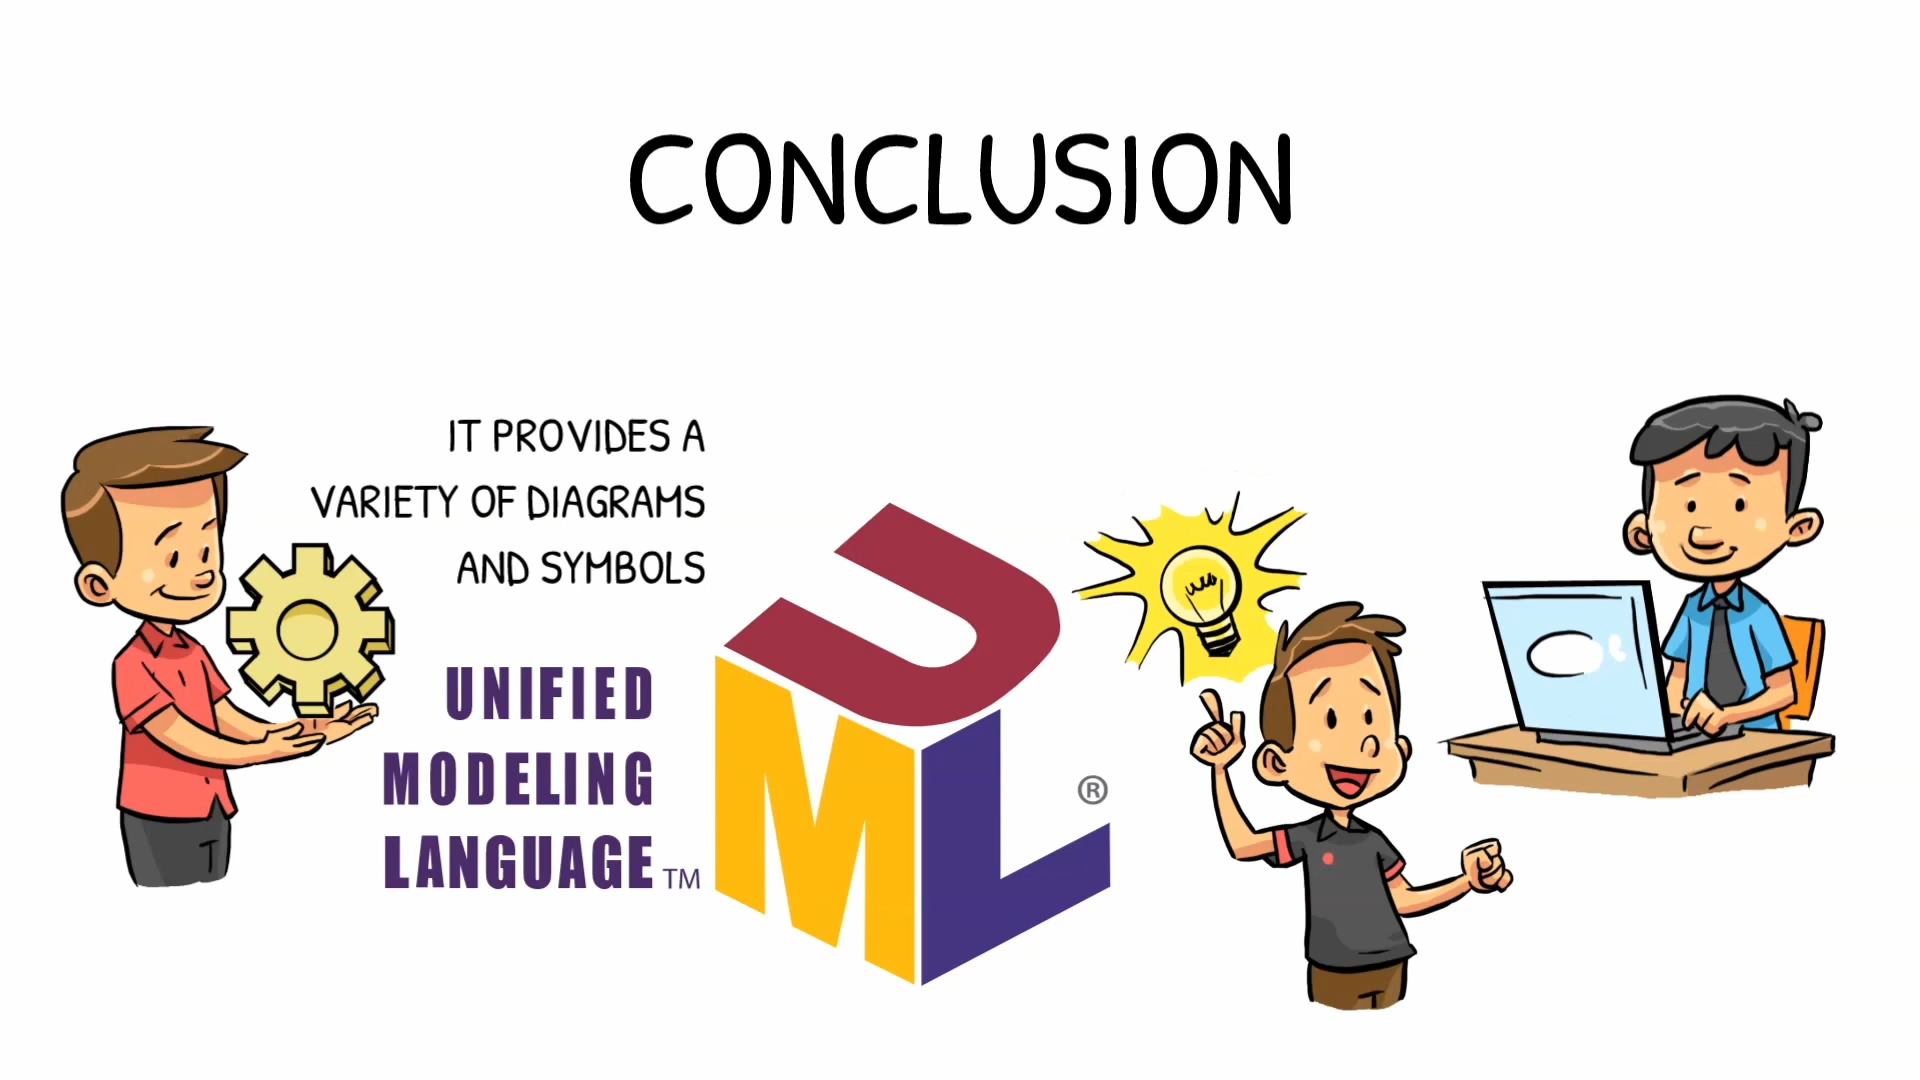 CONCLUSION
IT PROVIDES A
VARIETY OF DIAGRAMS
AND SYMBOLS
UNIFIED
MODELING
LANGUAGE TM
UML ®